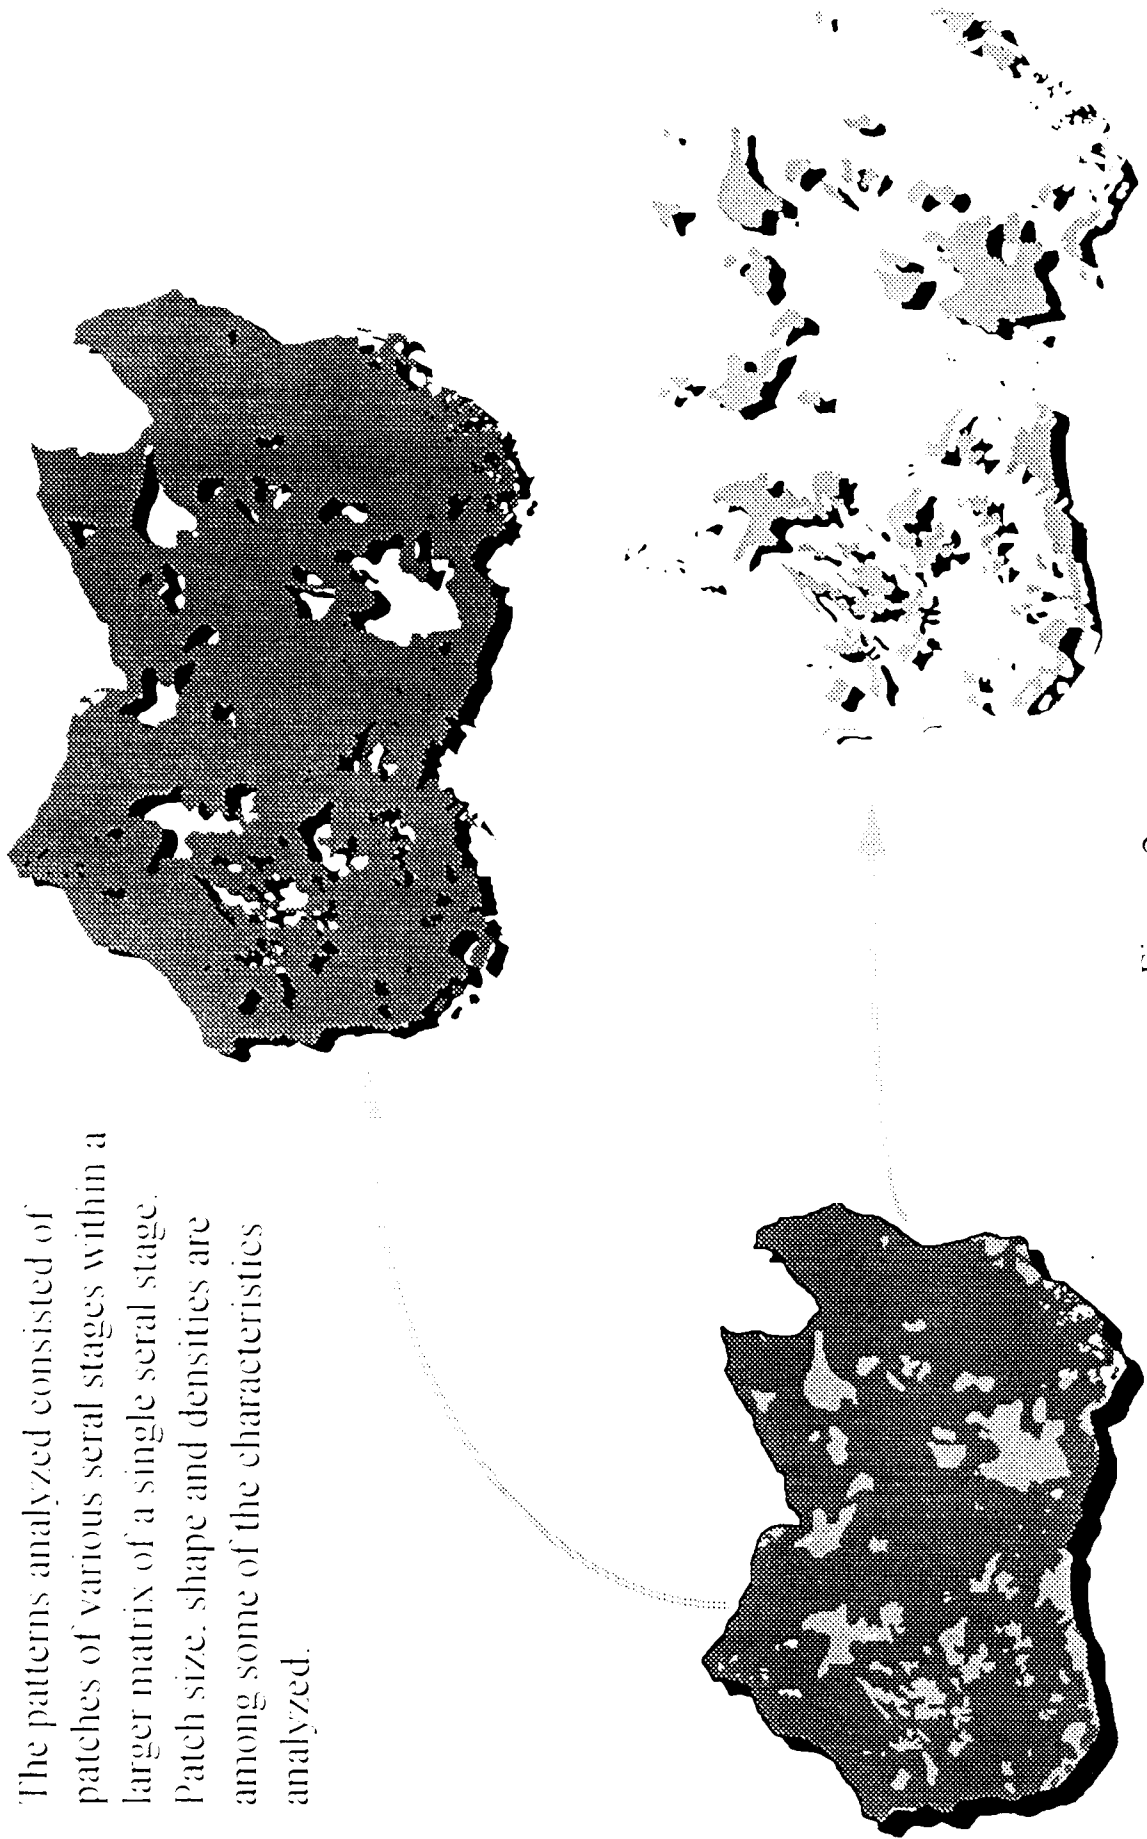 The patterns analyzed consisted of
patches of various seral stages within a
larger matrix of a single seral stage.
Patch size, shape and densities are
among some of the characteristics
analyzed.